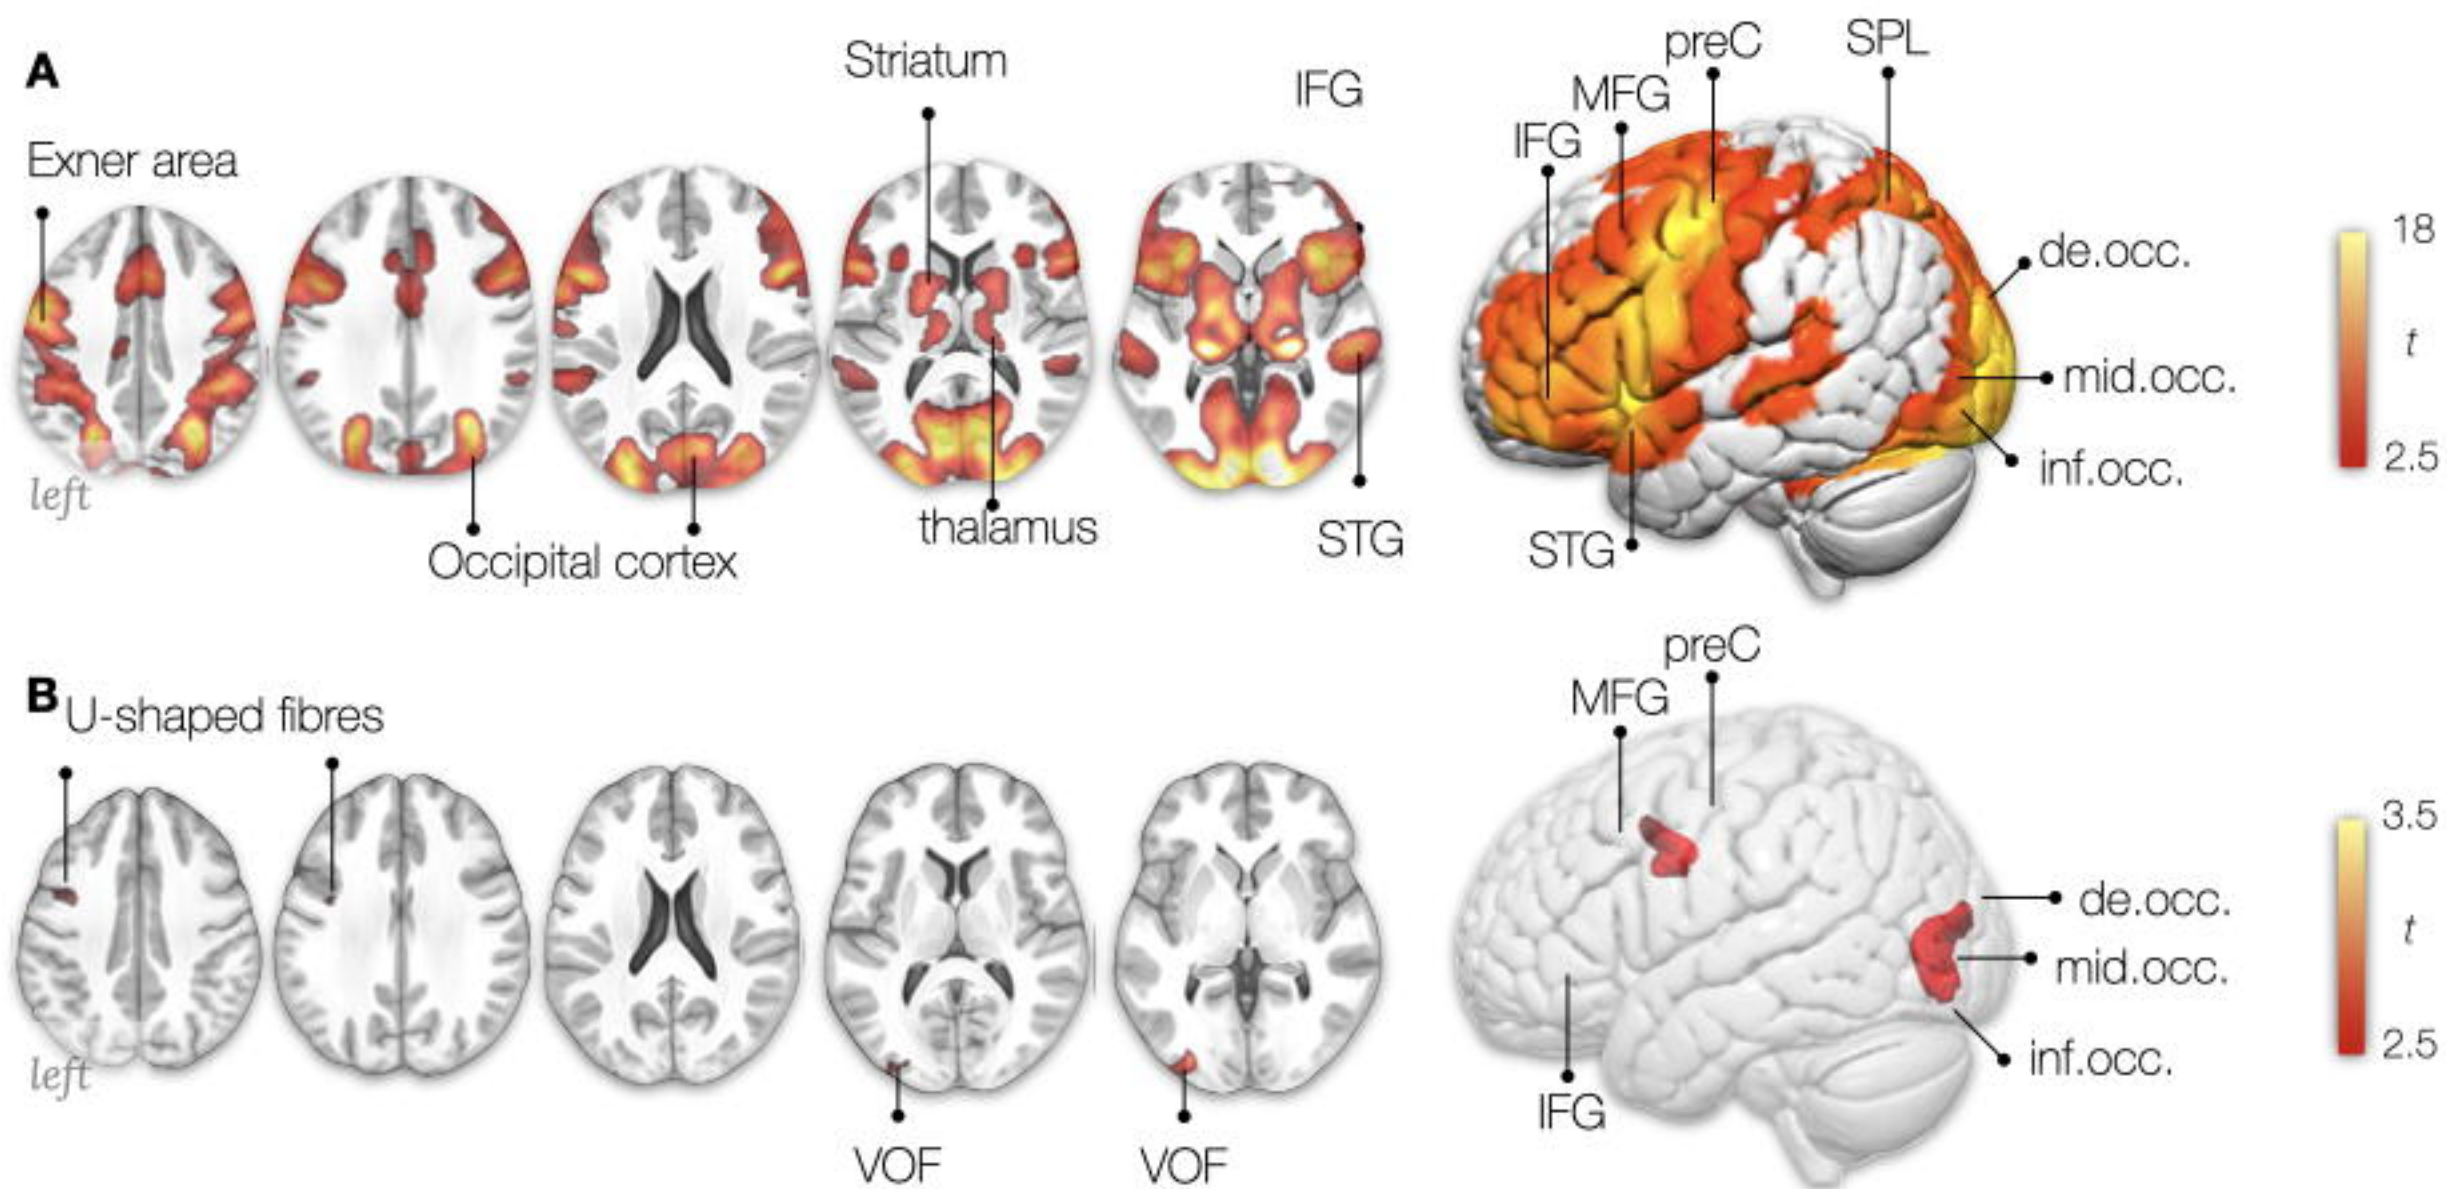 A
Exner area
Striatum
IFG
IFG
MFG
preC
SPL
de.occ.
mid.occ.
inf.occ.
18
t
2.5
left
Occipital cortex
thalamus
STG
STG
B
U-shaped fibres
MFG
preC
de.occ.
mid.occ.
inf.occ.
IFG
3.5
t
2.5
left
VOF
VOF